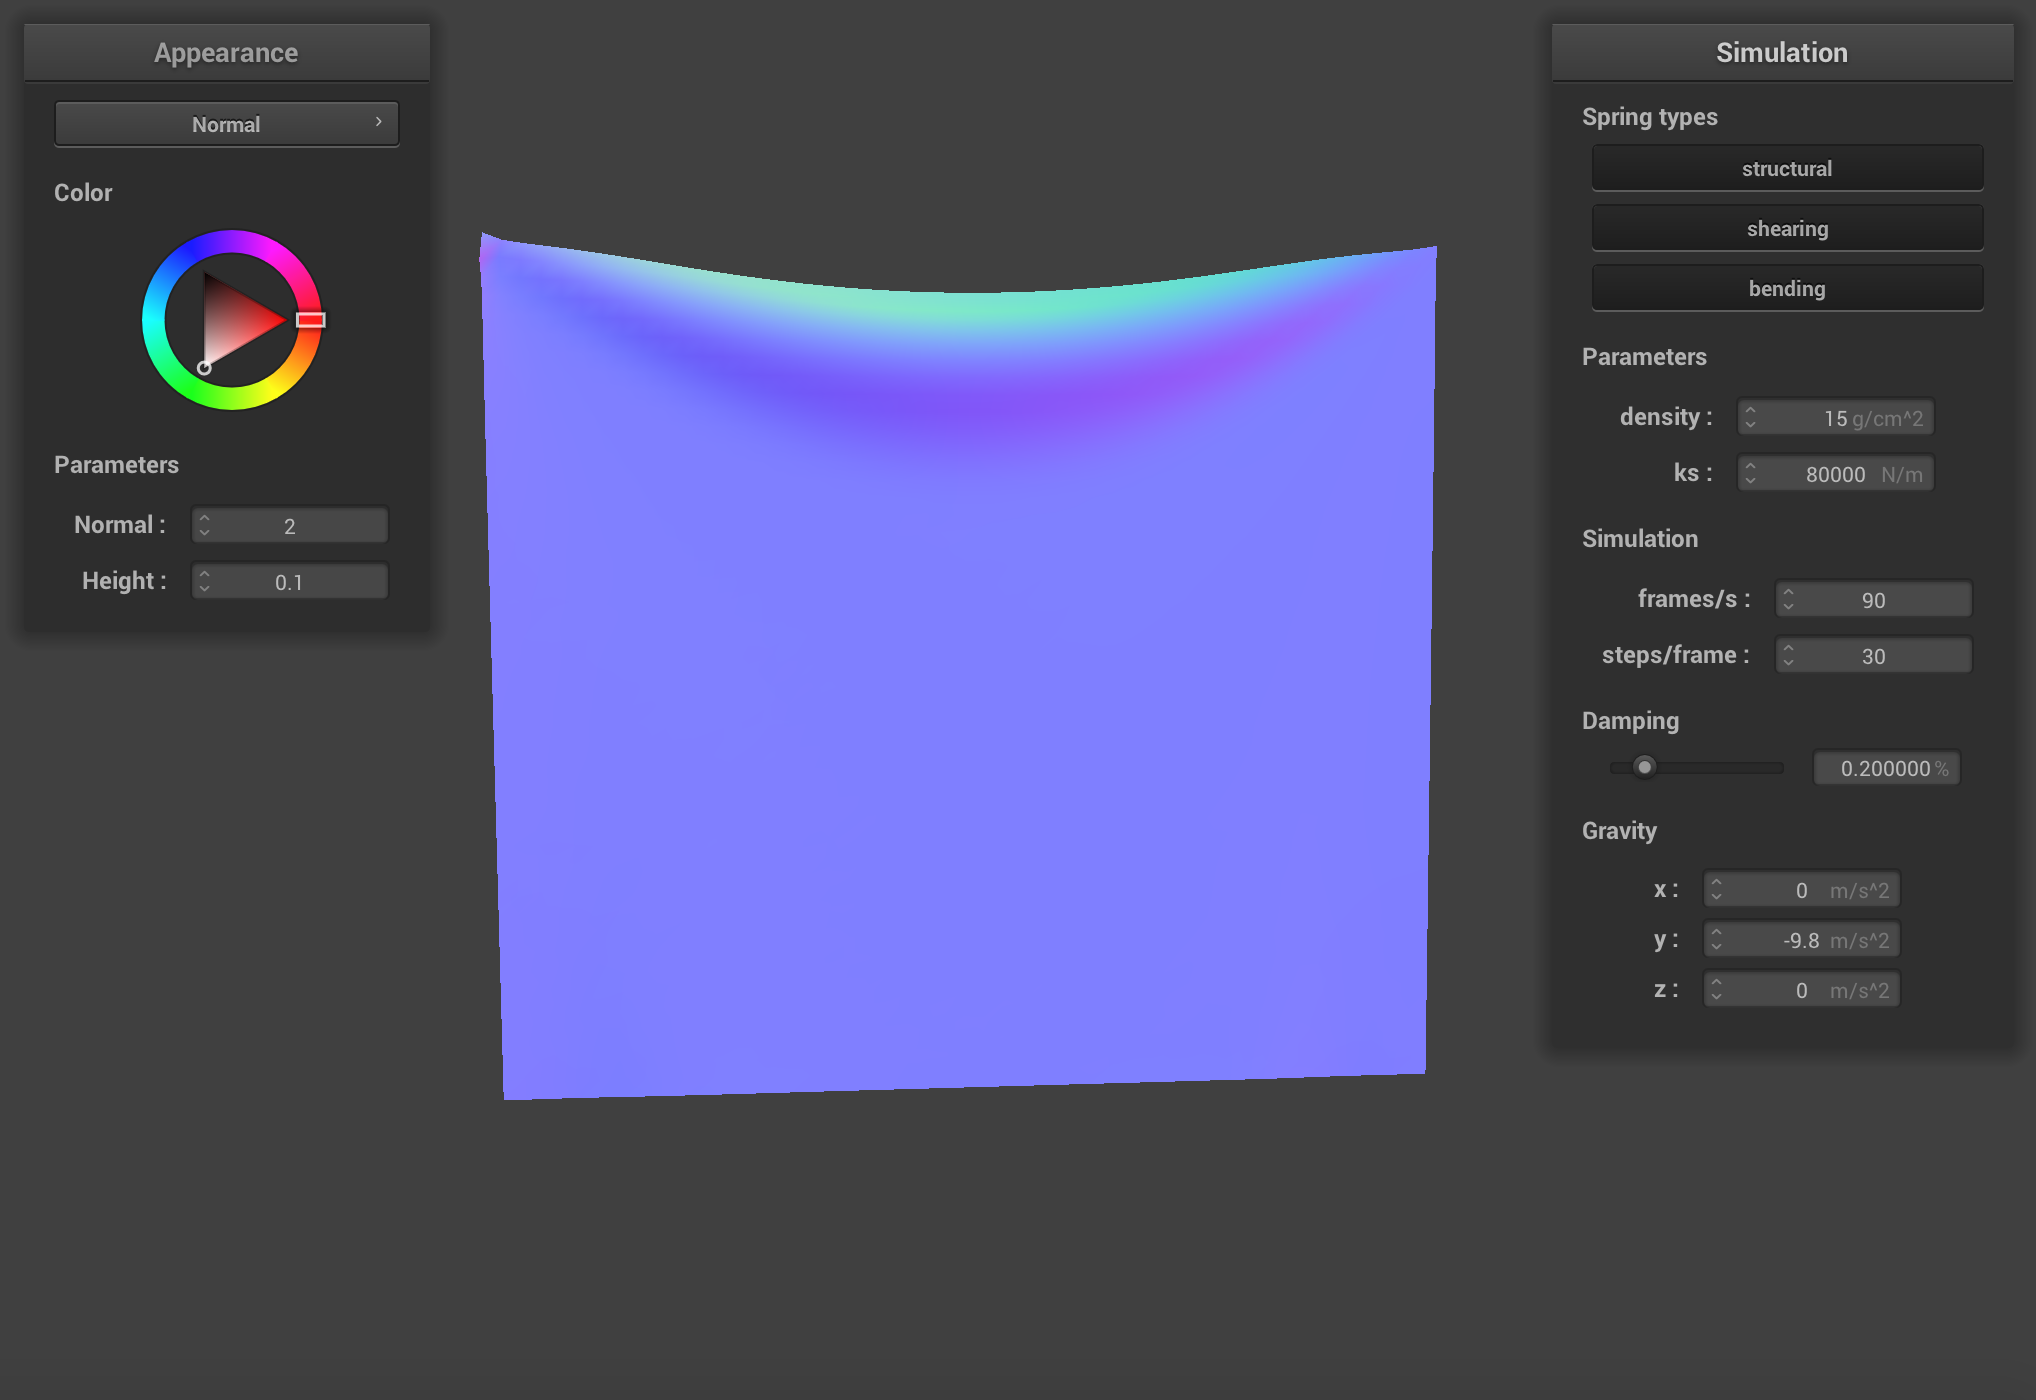 Appearance
Normal
Color
Parameters
Normal : 2
Height : 0.1
Simulation
Spring types
structural
shearing
bending
Parameters
density : 15 g/cm^2
ks : 80000 N/m
Simulation
frames/s : 90
steps/frame : 30
Damping
0.200000 %
Gravity
x : 0 m/s^2
y : -9.8 m/s^2
z : 0 m/s^2